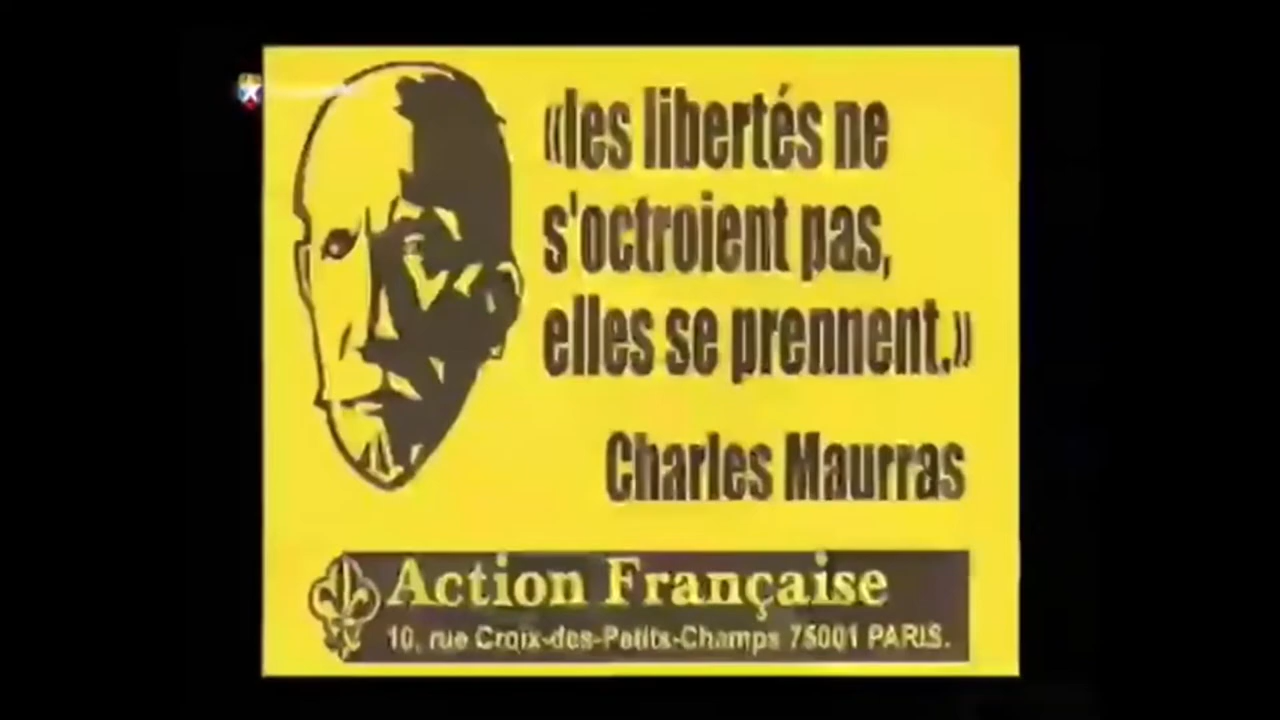 «les libertés ne
s'octroient pas,
elles se prennent.»
Charles Maurras
Action Française
10, rue Croix-des-Petits-Champs 75001 PARIS.